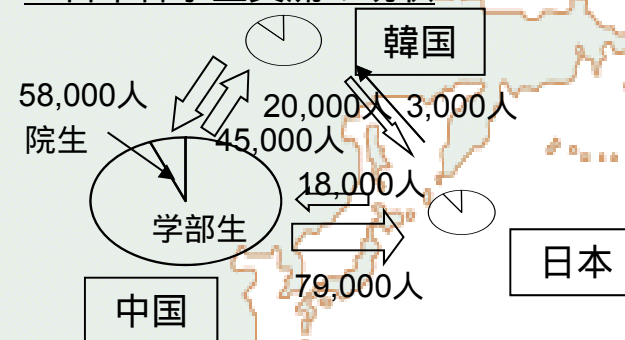 韓国
58,000人
20,000人
3,000人
院生
45,000人
18,000人
学部生
日本
79,000人
中国